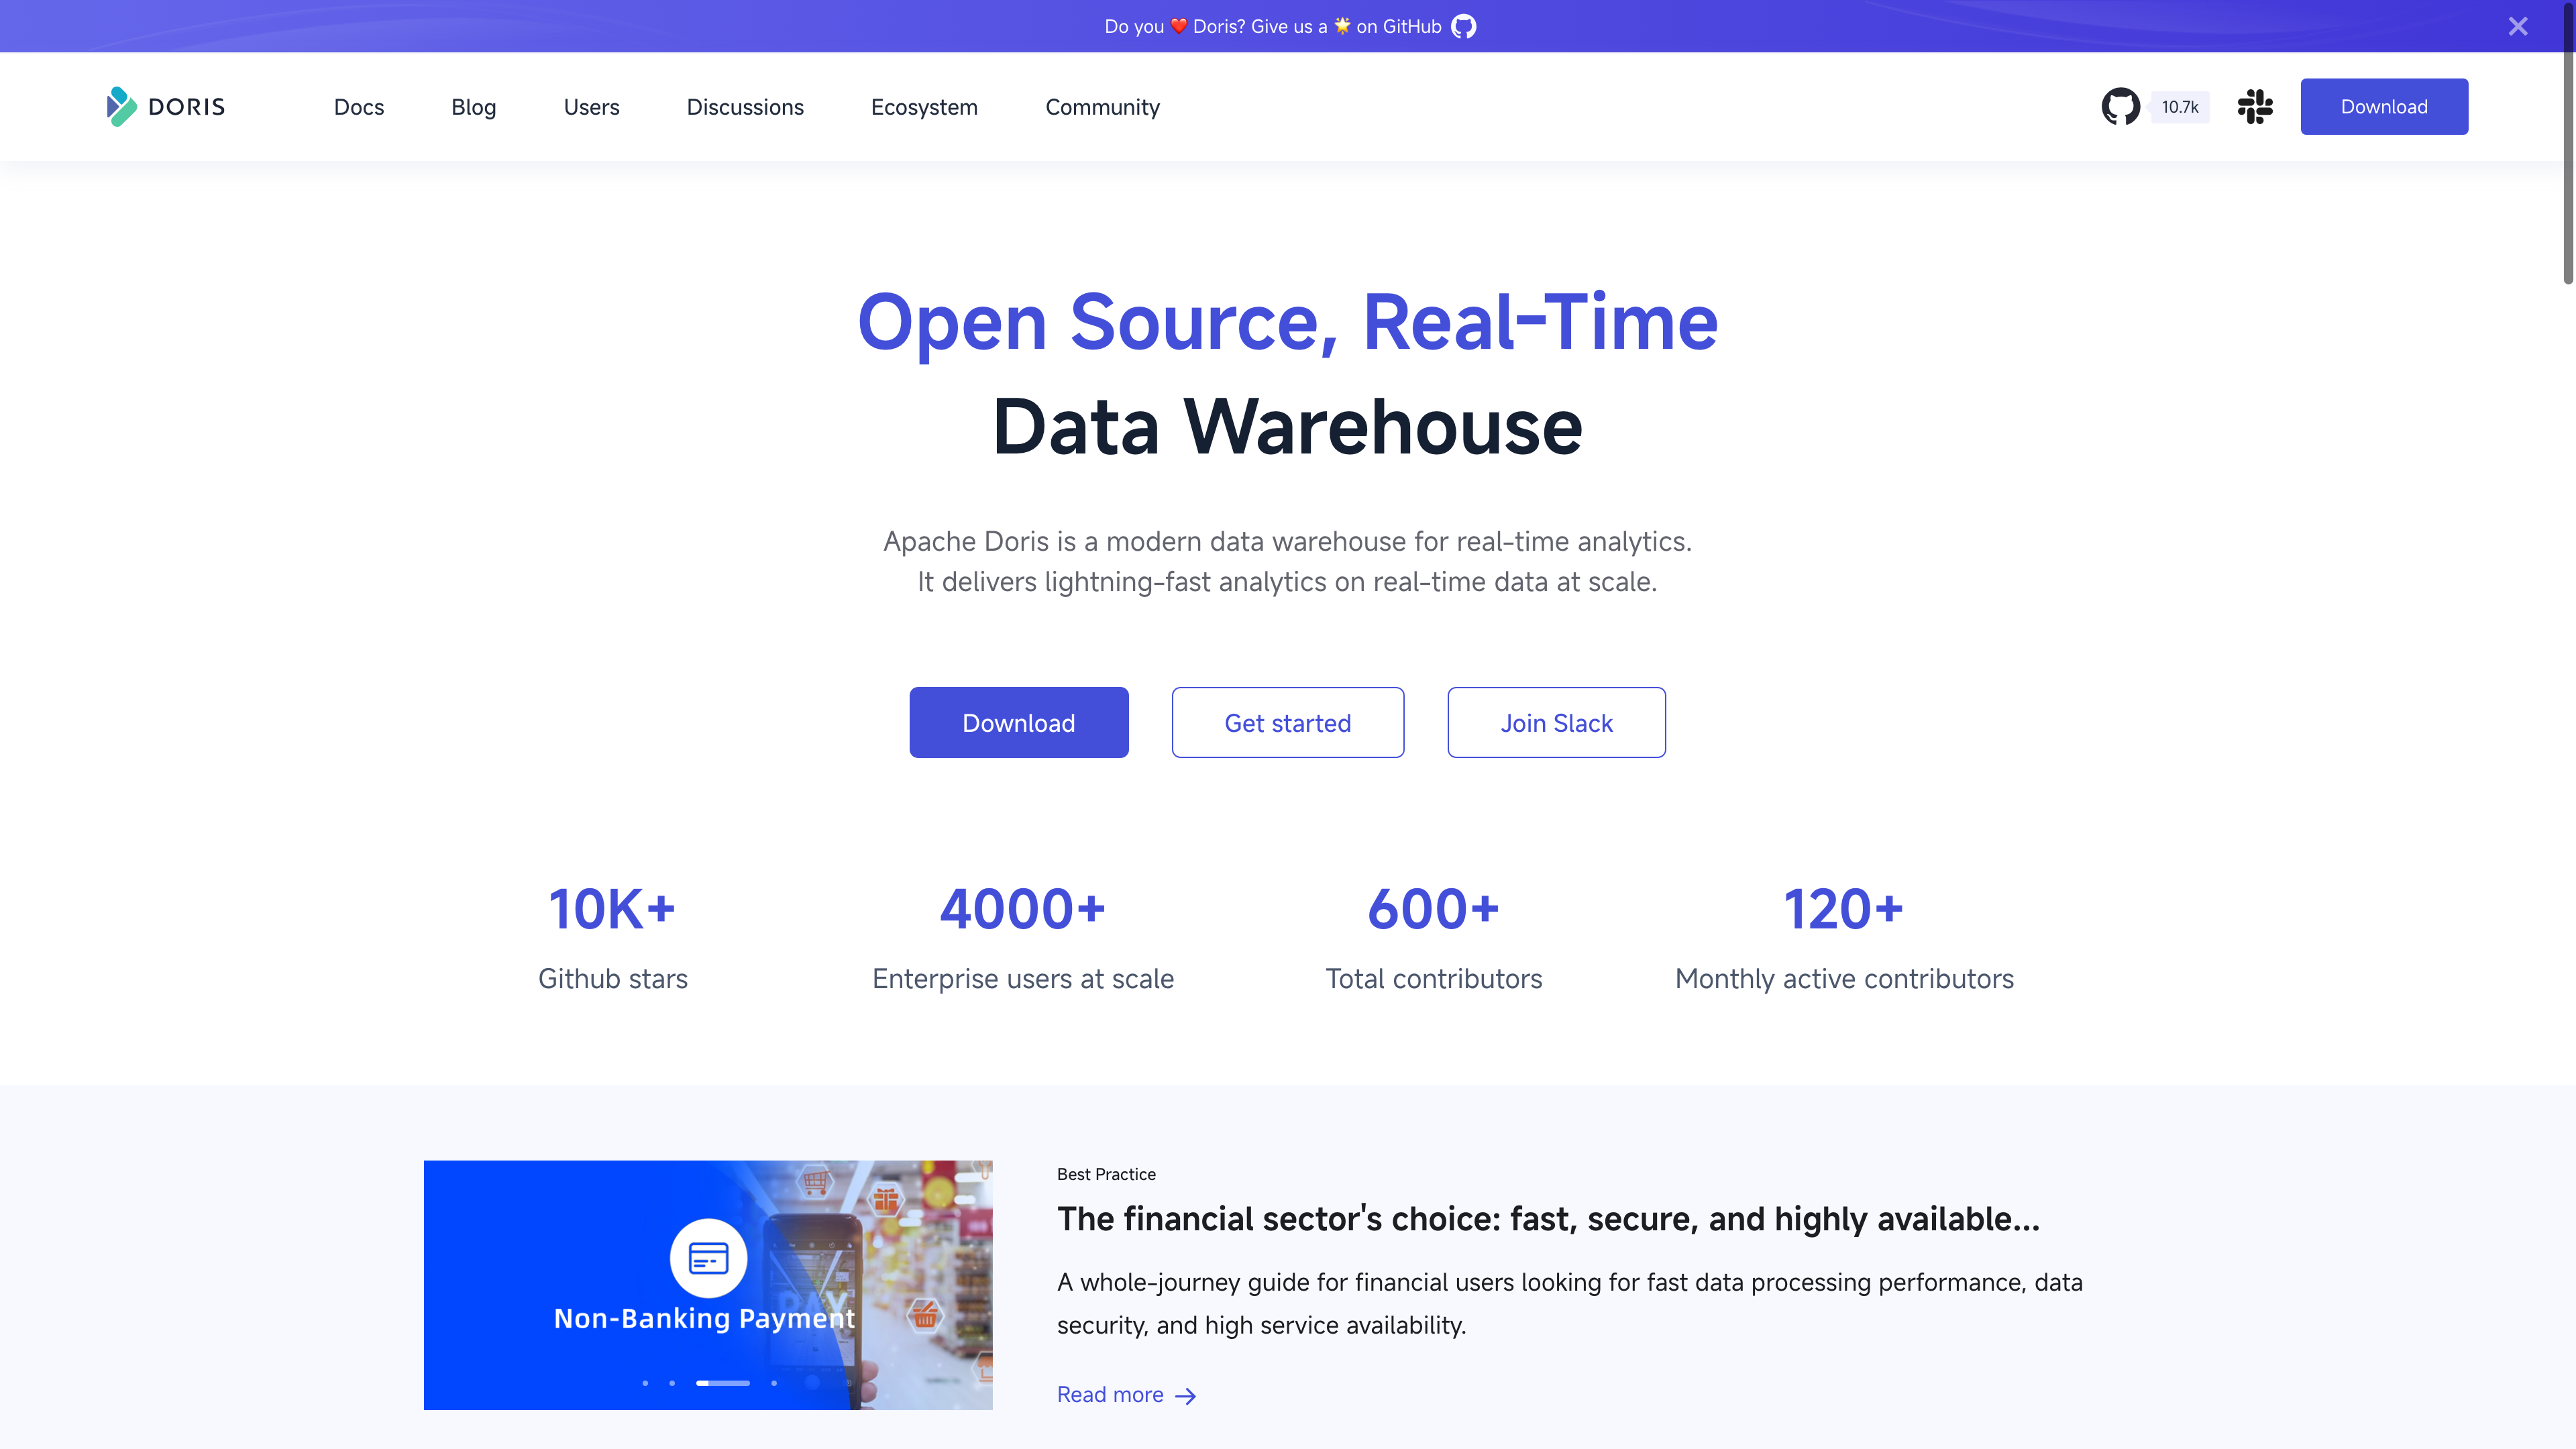 Do you ❤️ Doris? Give us a 🌟 on GitHub
DORIS
Docs
Blog
Users
Discussions
Ecosystem
Community
10.7k
Download
Open Source, Real-Time
Data Warehouse
Apache Doris is a modern data warehouse for real-time analytics.
It delivers lightning-fast analytics on real-time data at scale.
Download
Get started
Join Slack
10K+
Github stars
4000+
Enterprise users at scale
600+
Total contributors
120+
Monthly active contributors
PAY
Non-Banking Payment
Best Practice
The financial sector's choice: fast, secure, and highly available...
A whole-journey guide for financial users looking for fast data processing performance, data
security, and high service availability.
Read more